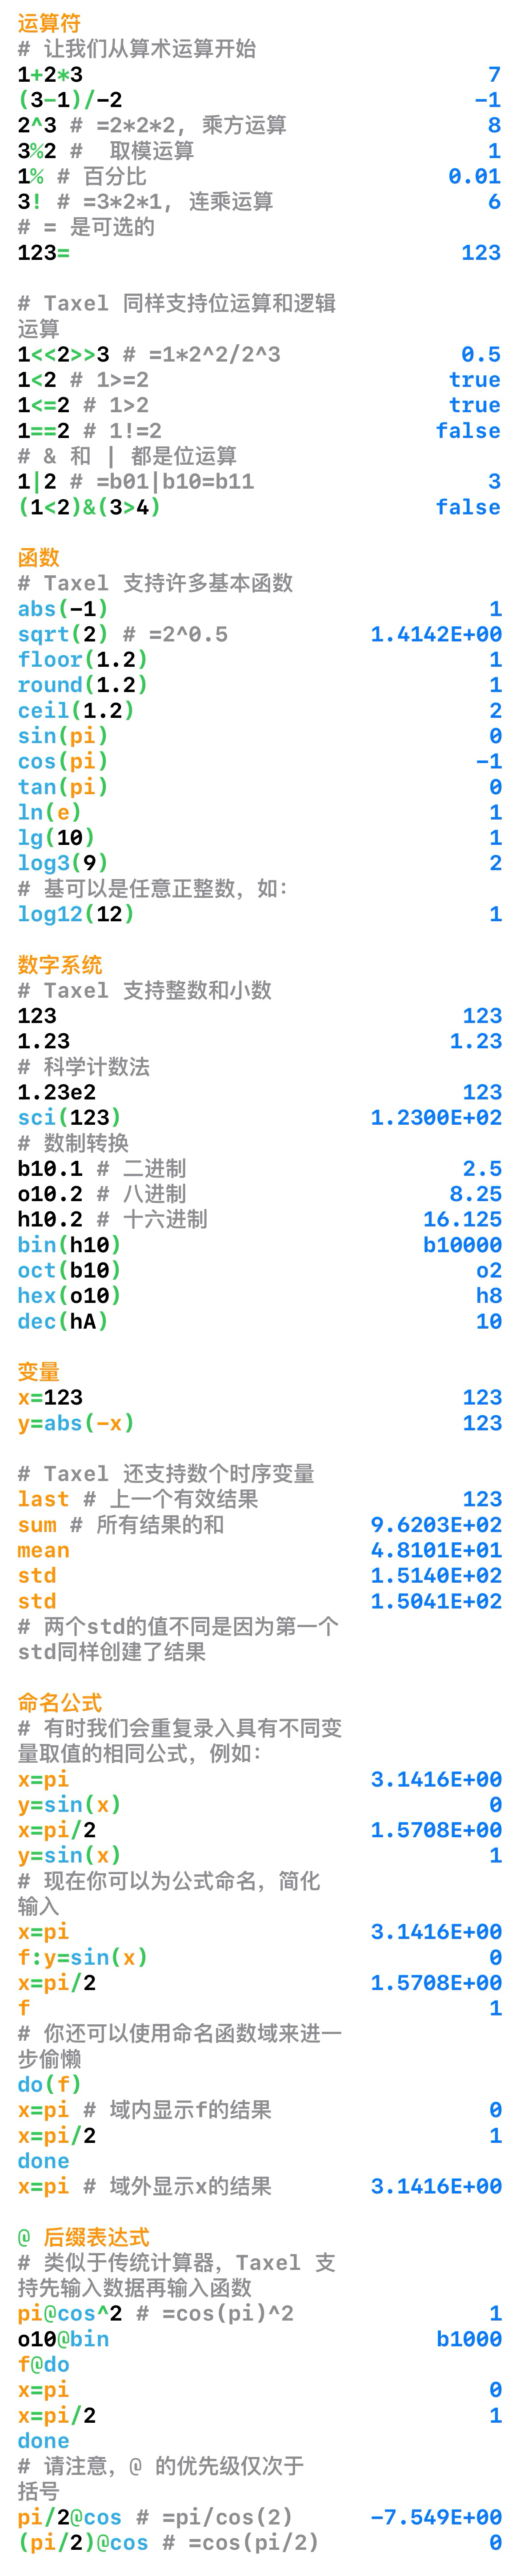 运算符
# 让我们从算术运算开始
1+2*3 7
(3-1)/-2 -1
2^3 # =2*2*2, 乘方运算 8
3%2 #  取模运算 1
1% # 百分比 0.01
3! # =3*2*1, 连乘运算 6
# = 是可选的
123= 123
# Taxel 同样支持位运算和逻辑
运算
1<<2>>3 # =1*2^2/2^3 0.5
1<2 # 1>=2 true
1<=2 # 1>2 true
1==2 # 1!=2 false
# & 和 | 都是位运算
1|2 # =b01|b10=b11 3
(1<2)&(3>4) false
函数
# Taxel 支持许多基本函数
abs(-1) 1
sqrt(2) # =2^0.5 1.4142E+00
floor(1.2) 1
round(1.2) 1
ceil(1.2) 2
sin(pi) 0
cos(pi) -1
tan(pi) 0
ln(e) 1
lg(10) 1
log3(9) 2
# 基可以是任意正整数，如：
log12(12) 1
数字系统
# Taxel 支持整数和小数
123 123
1.23 1.23
# 科学计数法
1.23e2 123
sci(123) 1.2300E+02
# 数制转换
b10.1 # 二进制 2.5
o10.2 # 八进制 8.25
h10.2 # 十六进制 16.125
bin(h10) b10000
oct(b10) o2
hex(o10) h8
dec(hA) 10
变量
x=123 123
y=abs(-x) 123
# Taxel 还支持数个时序变量
last # 上一个有效结果 123
sum # 所有结果的和 9.6203E+02
mean 4.8101E+01
std 1.5140E+02
std 1.5041E+02
# 两个std的值不同是因为第一个
std同样创建了结果
命名公式
# 有时我们会重复录入具有不同变
量取值的相同公式，例如：
x=pi 3.1416E+00
y=sin(x) 0
x=pi/2 1.5708E+00
y=sin(x) 1
# 现在你可以为公式命名，简化
输入
x=pi 3.1416E+00
f:y=sin(x) 0
x=pi/2 1.5708E+00
f 1
# 你还可以使用命名函数域来进一
步偷懒
do(f)
x=pi # 域内显示f的结果 0
x=pi/2 1
done
x=pi # 域外显示x的结果 3.1416E+00
@ 后缀表达式
# 类似于传统计算器，Taxel 支
持先输入数据再输入函数
pi@cos^2 # =cos(pi)^2 1
o10@bin b1000
f@do
x=pi 0
x=pi/2 1
done
# 请注意，@ 的优先级仅次于
括号
pi/2@cos # =pi/cos(2) -7.549E+00
(pi/2)@cos # =cos(pi/2) 0